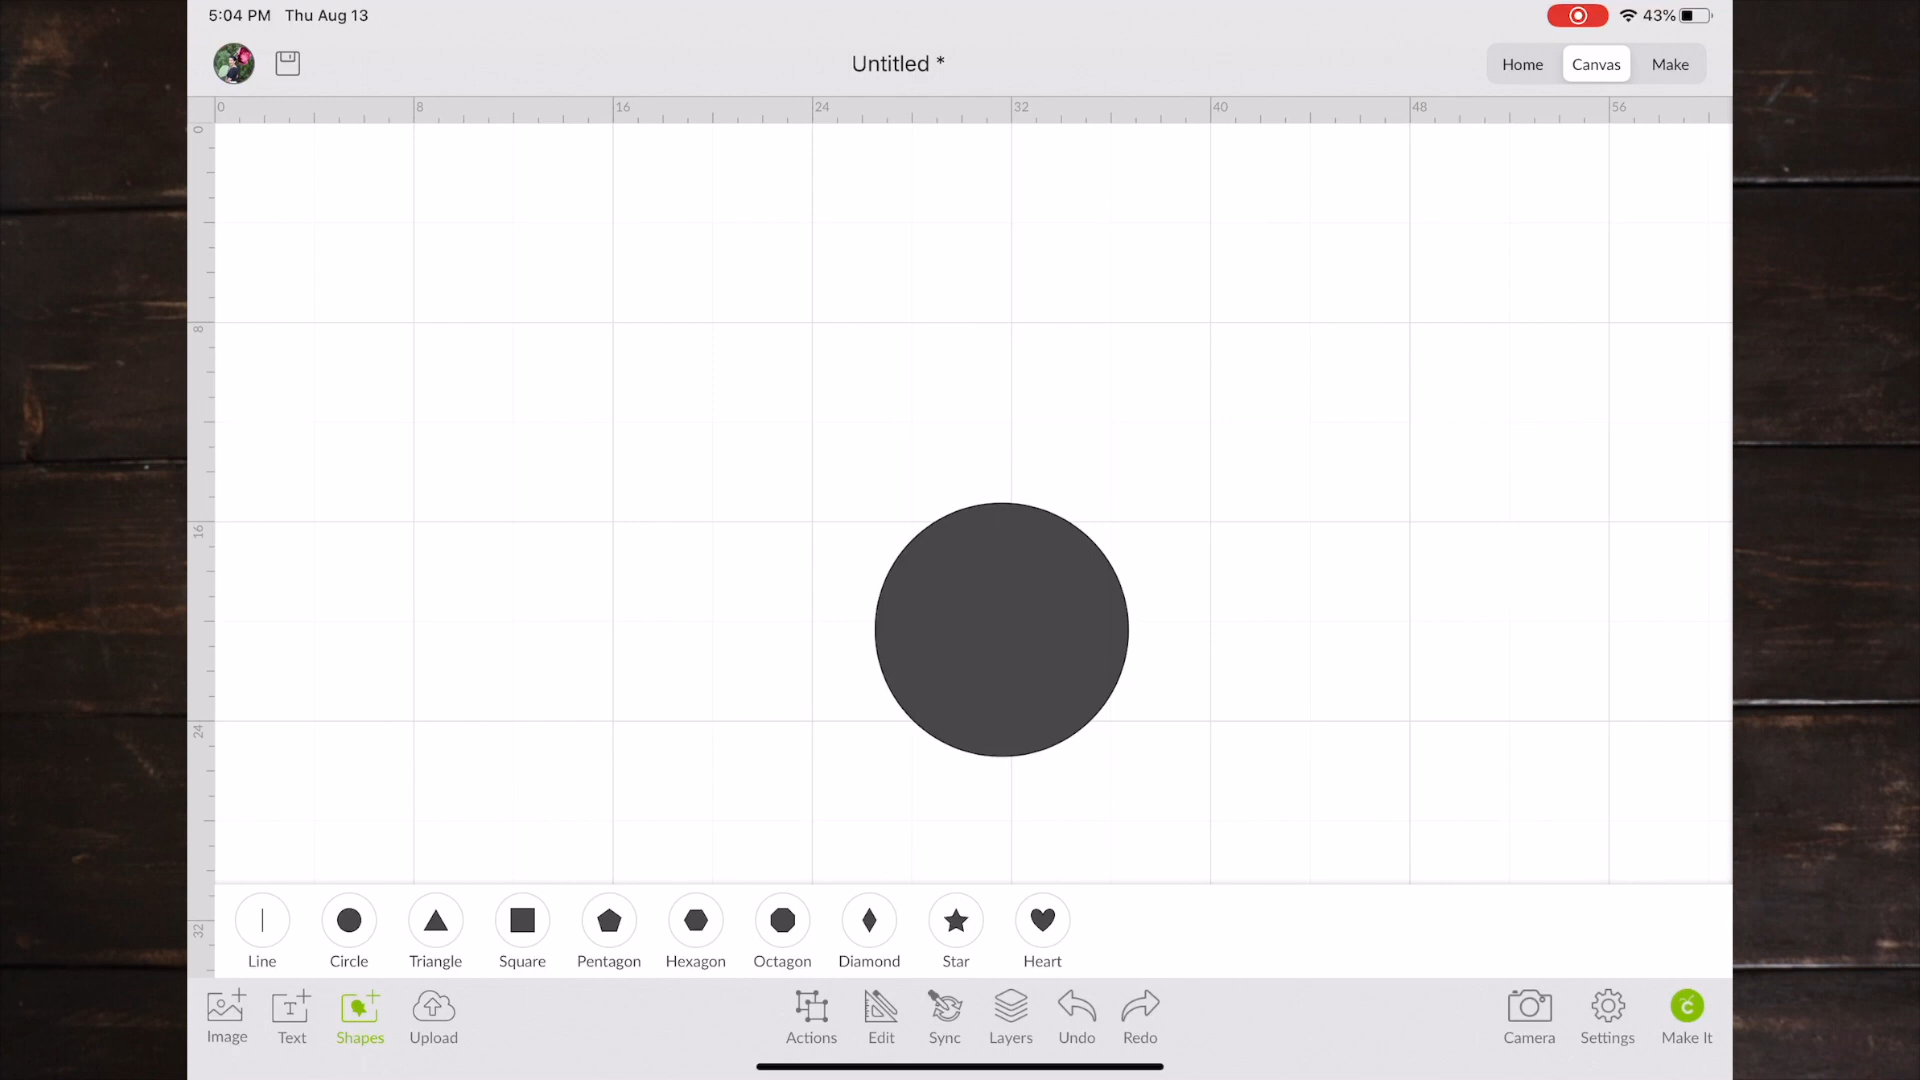 5:04 PM Thu Aug 13
43%
Untitled *
Home Canvas Make
0 8 16 24 32 40 48 56
0
8
16
24
32
Line Circle Triangle Square Pentagon Hexagon Octagon Diamond Star Heart
Image Text Shapes Upload Actions Edit Sync Layers Undo Redo Camera Settings Make It